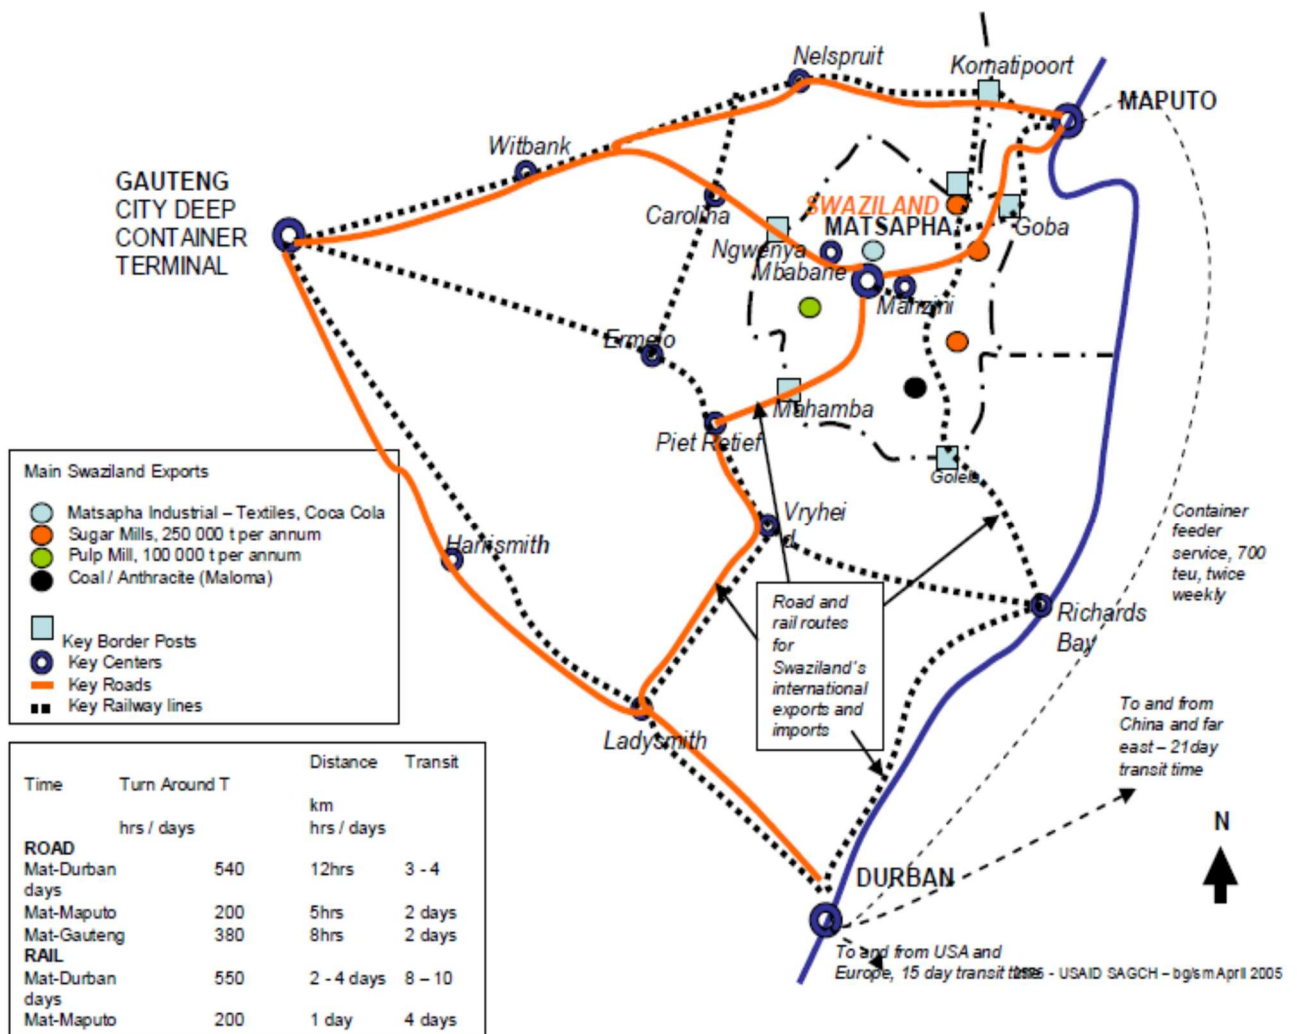 Nelspruit
Komatipoort
MAPUTO
Witbank
GAUTENG
CITY DEEP
CONTAINER
TERMINAL
Carolina
SWAZILAND
MATSAPHA
Goba
Ngwenya
Mbabane
Manzini
Ermelo
Mahamba
Piet Retief
Golela
Main Swaziland Exports
Matsapha Industrial – Textiles, Coca Cola
Sugar Mills, 250 000 t per annum
Pulp Mill, 100 000 t per annum
Coal / Anthracite (Maloma)
Key Border Posts
Key Centers
Key Roads
Key Railway lines
Harrismith
Vryhei
d
Container
feeder
service, 700
teu, twice
weekly
Road and
rail routes
for
Swaziland's
international
exports and
imports
Richards
Bay
Ladysmith
To and from
China and far
east – 21day
transit time
N
DURBAN
To and from USA and
Europe, 15 day transit time
- USAID SAGCH – bg/sm April 2005
Distance Transit
Time Turn Around T
km
hrs / days hrs / days
ROAD
Mat-Durban 540 12hrs 3 - 4
days
Mat-Maputo 200 5hrs 2 days
Mat-Gauteng 380 8hrs 2 days
RAIL
Mat-Durban 550 2 - 4 days 8 – 10
days
Mat-Maputo 200 1 day 4 days